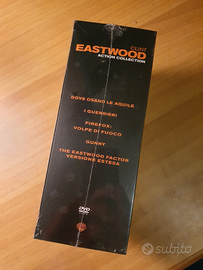 CLINT
EASTWOOD
ACTION COLLECTION
DOVE OSANO LE AQUILE
I GUERRIERI
FIREFOX:
VOLPE DI FUOCO
GUNNY
THE EASTWOOD FACTOR
VERSIONE ESTESA
DVD
subito